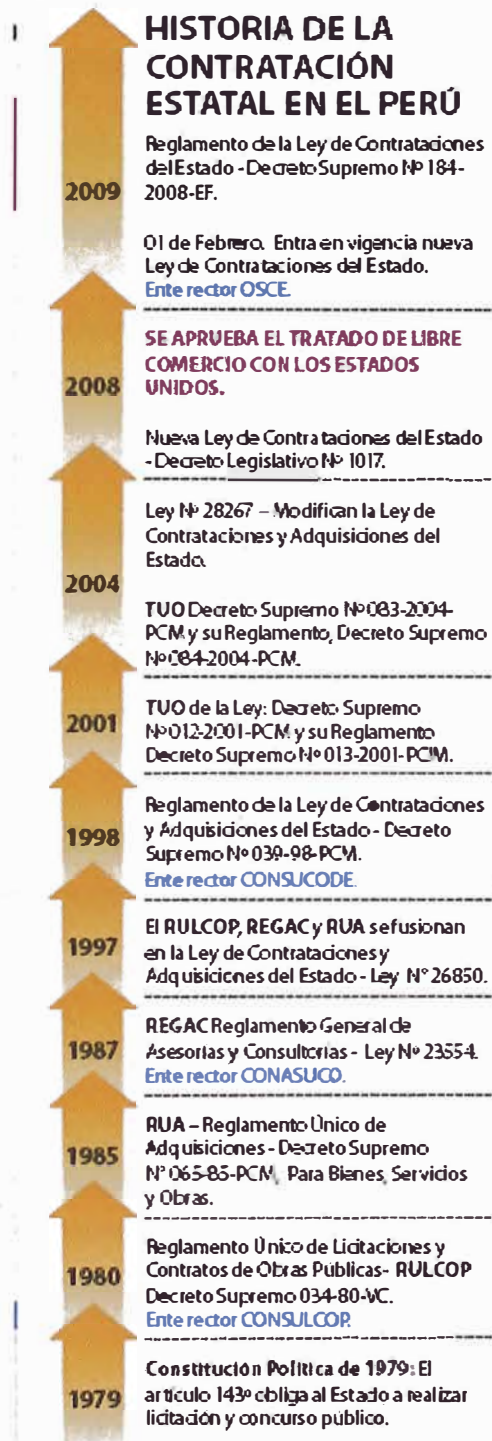 HISTORIA DE LA
CONTRATACIÓN
ESTATAL EN EL PERÚ
2009
Reglamento de la Ley de Contrataciones
del Estado - Decreto Supremo Nº 184-
2008-EF.
01 de Febrero. Entra en vigencia nueva
Ley de Contrataciones del Estado.
Ente rector OSCE.
2008
SE APRUEBA EL TRATADO DE LIBRE
COMERCIO CON LOS ESTADOS
UNIDOS.
Nueva Ley de Contrataciones del Estado
- Decreto Legislativo Nº 1017.
2004
Ley Nº 28267 – Modifican la Ley de
Contrataciones y Adquisiciones del
Estado.
TUO Decreto Supremo Nº 083-2004-
PCM y su Reglamento, Decreto Supremo
Nº 084-2004-PCM.
2001
TUO de la Ley: Decreto Supremo
Nº 012-2001-PCM y su Reglamento
Decreto Supremo Nº 013-2001-PCM.
1998
Reglamento de la Ley de Contrataciones
y Adquisiciones del Estado - Decreto
Supremo Nº 039-98-PCM.
Ente rector CONSUCODE.
1997
El RULCOP, REGAC y RUA se fusionan
en la Ley de Contrataciones y
Adquisiciones del Estado - Ley N° 26850.
1987
REGAC Reglamento General de
Asesorías y Consultorías - Ley Nº 23554.
Ente rector CONASUCO.
1985
RUA – Reglamento Único de
Adquisiciones - Decreto Supremo
N° 065-85-PCM, Para Bienes, Servicios
y Obras.
1980
Reglamento Único de Licitaciones y
Contratos de Obras Públicas- RULCOP
Decreto Supremo 034-80-VC.
Ente rector CONSULCOP.
1979
Constitución Política de 1979: El
artículo 143º obliga al Estado a realizar
licitación y concurso público.